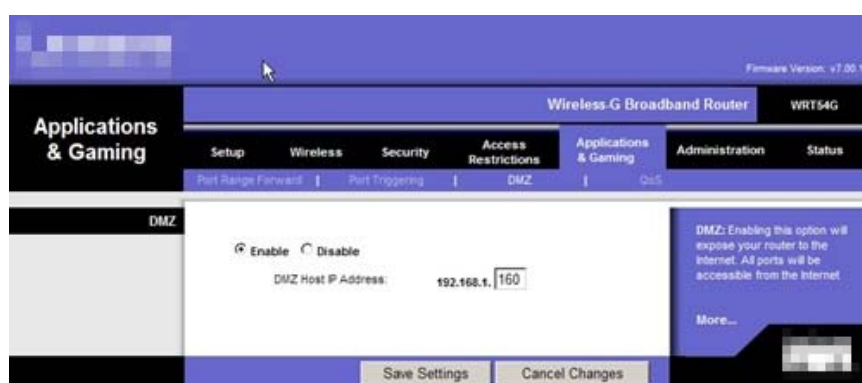 Firmware Version: v7.00.1
Wireless-G Broadband Router WRT54G
Applications
& Gaming
Setup Wireless Security Access
Restrictions Applications
& Gaming Administration Status
Port Range Forward | Port Triggering | DMZ | QoS
DMZ
Enable Disable
DMZ Host IP Address: 192.168.1. 160
DMZ: Enabling this option will
expose your router to the
Internet. All ports will be
accessible from the Internet
More...
Save Settings Cancel Changes